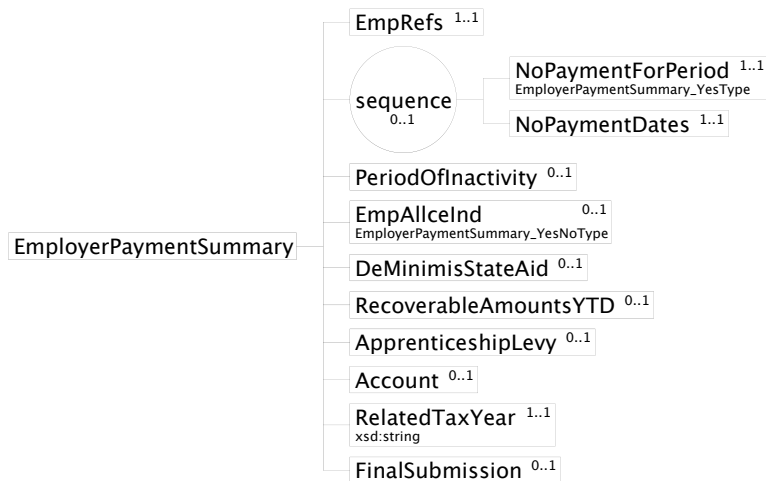 EmpRefs 1..1
sequence
0..1
NoPaymentForPeriod 1..1
EmployerPaymentSummary_YesType
NoPaymentDates 1..1
PeriodOfInactivity 0..1
EmpAllceInd 0..1
EmployerPaymentSummary_YesNoType
EmployerPaymentSummary
DeMinimisStateAid 0..1
RecoverableAmountsYTD 0..1
ApprenticeshipLevy 0..1
Account 0..1
RelatedTaxYear 1..1
xsd:string
FinalSubmission 0..1